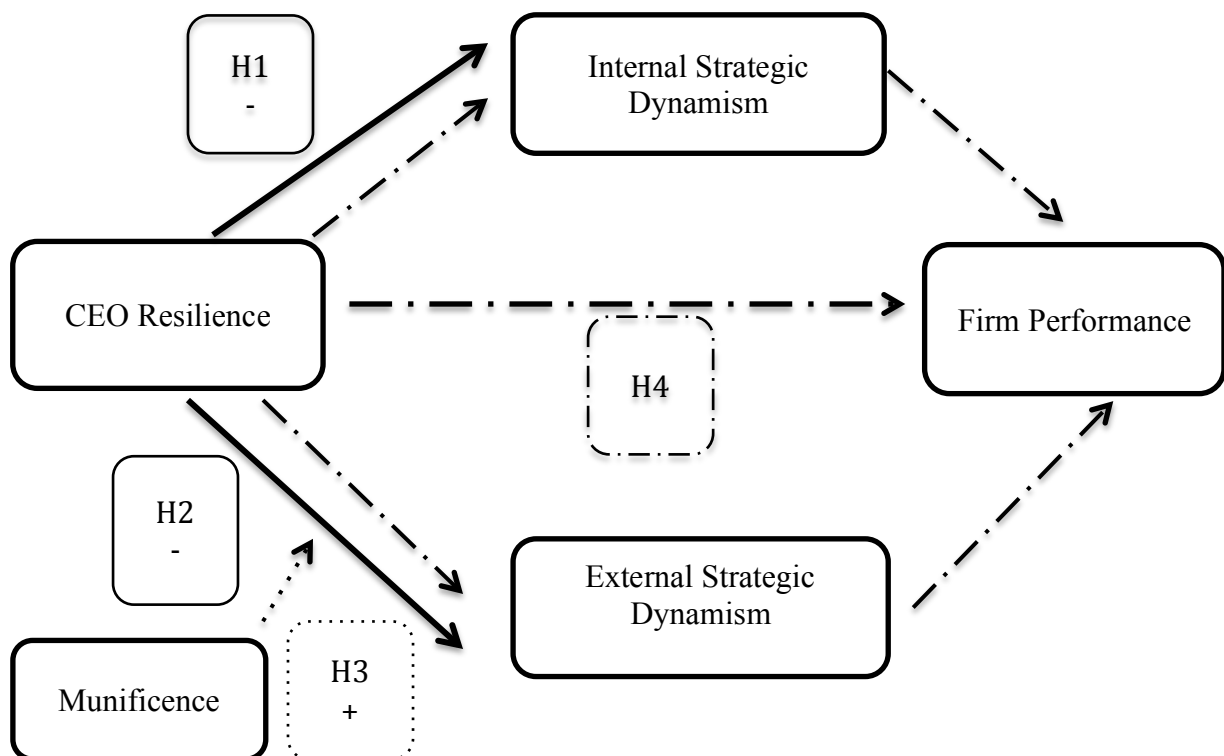 H1
-
Internal Strategic
Dynamism
CEO Resilience
Firm Performance
H4
H2
-
External Strategic
Dynamism
Munificence
H3
+